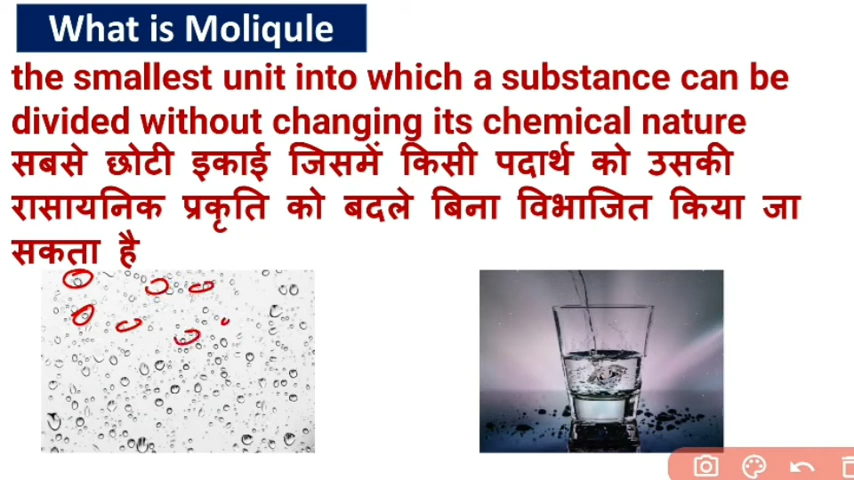 What is Moliqule
the smallest unit into which a substance can be
divided without changing its chemical nature
सबसे छोटी इकाई जिसमें किसी पदार्थ को उसकी
रासायनिक प्रकृति को बदले बिना विभाजित किया जा
सकता है